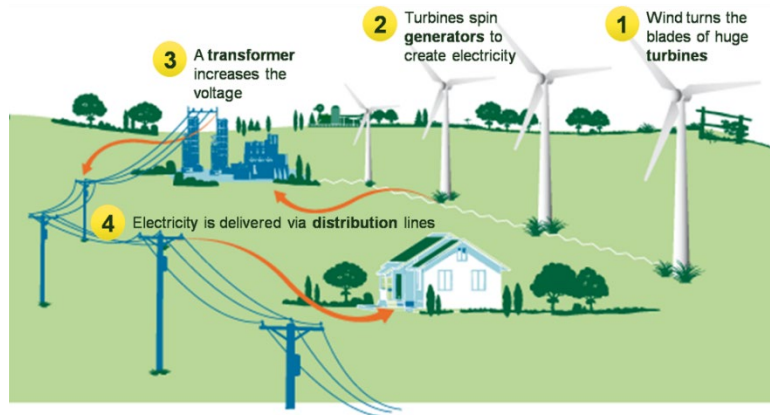 1
Wind turns the
blades of huge
turbines
2
Turbines spin
generators to
create electricity
3
A transformer
increases the
voltage
4
Electricity is delivered via distribution lines